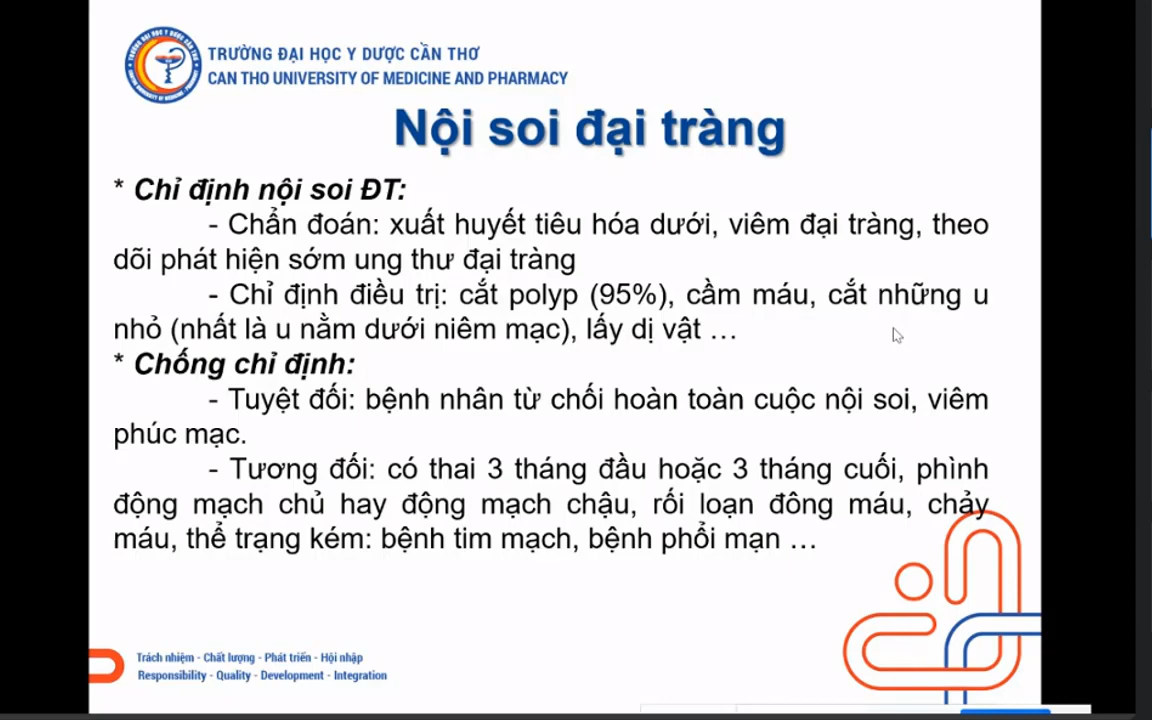 TRƯỜNG ĐẠI HỌC Y DƯỢC CẦN THƠ
CAN THO UNIVERSITY OF MEDICINE AND PHARMACY
Nội soi đại tràng
* Chỉ định nội soi ĐT:
- Chẩn đoán: xuất huyết tiêu hóa dưới, viêm đại tràng, theo
dõi phát hiện sớm ung thư đại tràng
- Chỉ định điều trị: cắt polyp (95%), cầm máu, cắt những u
nhỏ (nhất là u nằm dưới niêm mạc), lấy dị vật …
* Chống chỉ định:
- Tuyệt đối: bệnh nhân từ chối hoàn toàn cuộc nội soi, viêm
phúc mạc.
- Tương đối: có thai 3 tháng đầu hoặc 3 tháng cuối, phình
động mạch chủ hay động mạch chậu, rối loạn đông máu, chảy
máu, thể trạng kém: bệnh tim mạch, bệnh phổi mạn …
Trách nhiệm - Chất lượng - Phát triển - Hội nhập
Responsibility - Quality - Development - Integration